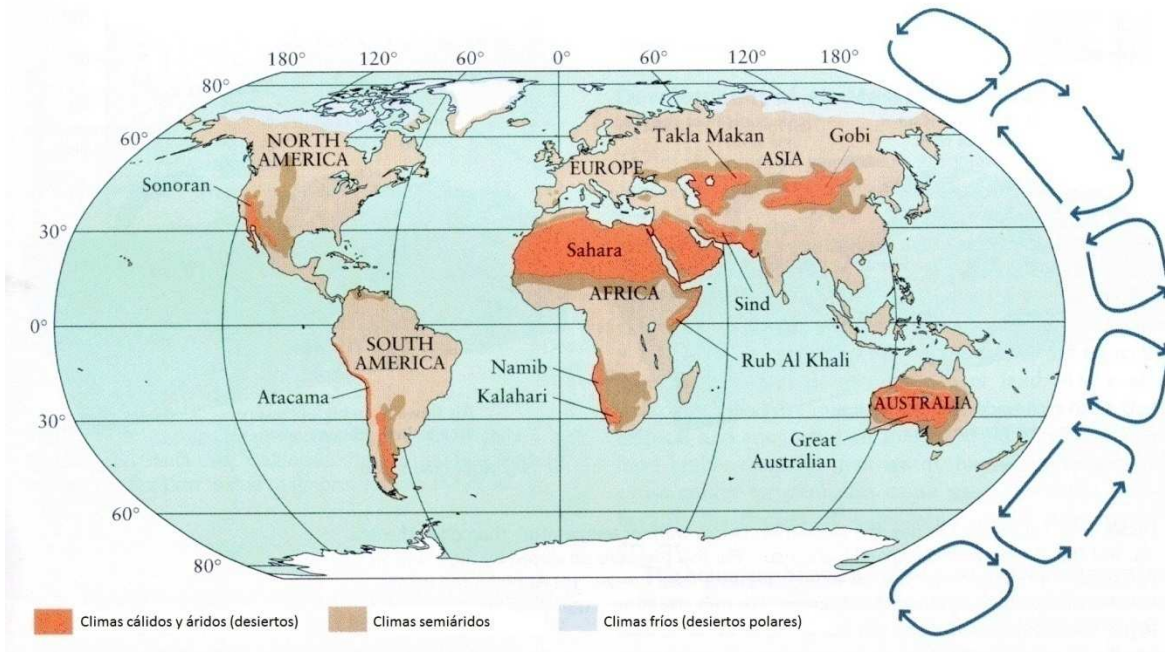 180° 120° 60° 0° 60° 120° 180°
80°
60°
NORTH
AMERICA
EUROPE
Takla Makan
ASIA
Gobi
Sonoran
30°
Sahara
AFRICA
Sind
0°
SOUTH
AMERICA
Namib
Rub Al Khali
Atacama
Kalahari
AUSTRALIA
30°
Great
Australian
60°
80°
Climas cálidos y áridos (desiertos)
Climas semiáridos
Climas fríos (desiertos polares)